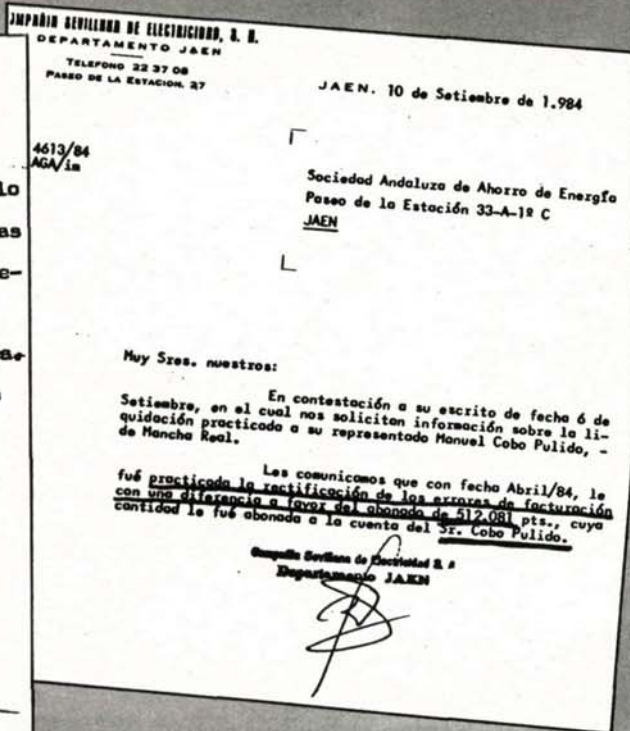 IMPAÑIA SEVILLANA DE ELECTRICIDAD, S. A.
DEPARTAMENTO JAEN
TELEFONO 22 37 08
PASEO DE LA ESTACION, 27
JAEN. 10 de Setiembre de 1.984
4613/84
AGA/im
Sociedad Andaluza de Ahorro de Energía
Paseo de la Estación 33-A-1º C
JAEN
Muy Sres. nuestros:
En contestación a su escrito de fecha 6 de
Setiembre, en el cual nos solicitan información sobre la li-
quidación practicada a su representado Manuel Cobo Pulido, -
de Mancha Real.
Les comunicamos que con fecha Abril/84, le
fué practicada la rectificación de los errores de facturación
con una diferencia a favor del abonado de 512.081 pts., cuya
cantidad le fué abonada a la cuenta del Sr. Cobo Pulido.
Compañía Sevillana de Electricidad S. A
Departamento JAEN
lo
as
e-